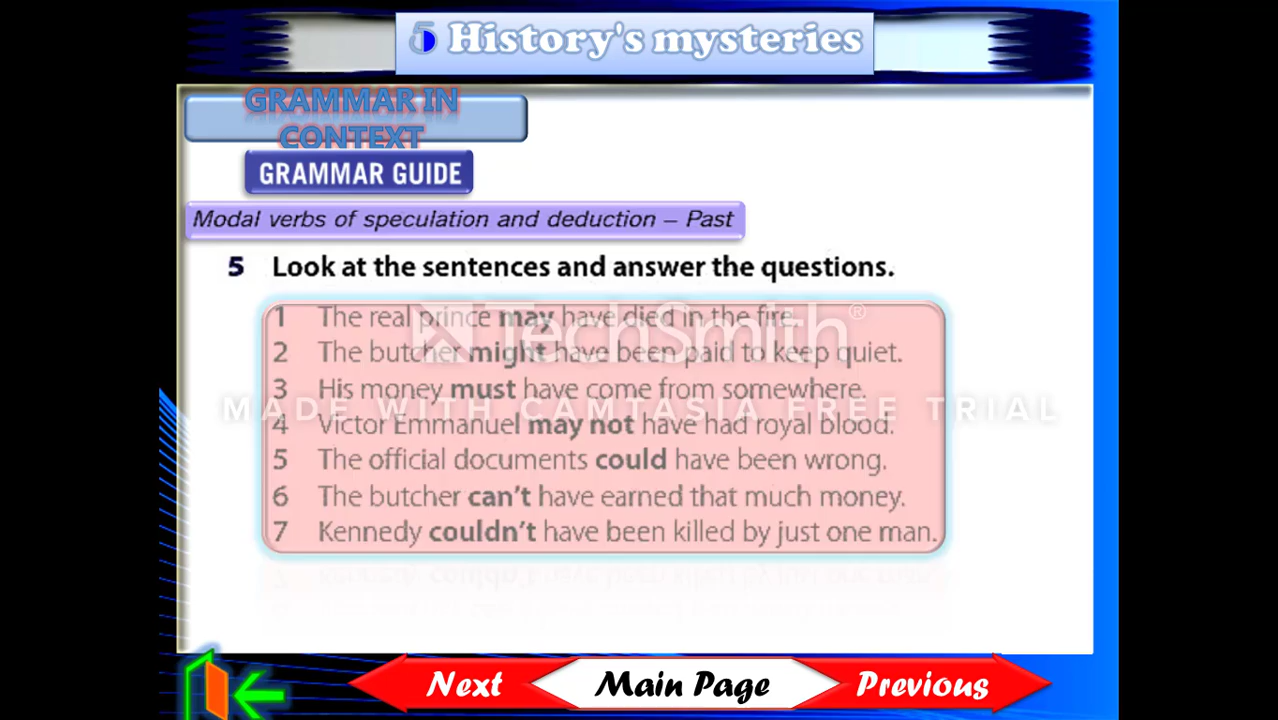 5 History's mysteries
GRAMMAR IN
CONTEXT
GRAMMAR GUIDE
Modal verbs of speculation and deduction – Past
5 Look at the sentences and answer the questions.
1 The real prince may have died in the fire.
2 The butcher might have been paid to keep quiet.
3 His money must have come from somewhere.
4 Victor Emmanuel may not have had royal blood.
5 The official documents could have been wrong.
6 The butcher can't have earned that much money.
7 Kennedy couldn't have been killed by just one man.
TechSmith®
MADE WITH CAMTASIA FREE TRIAL
Next Main Page Previous